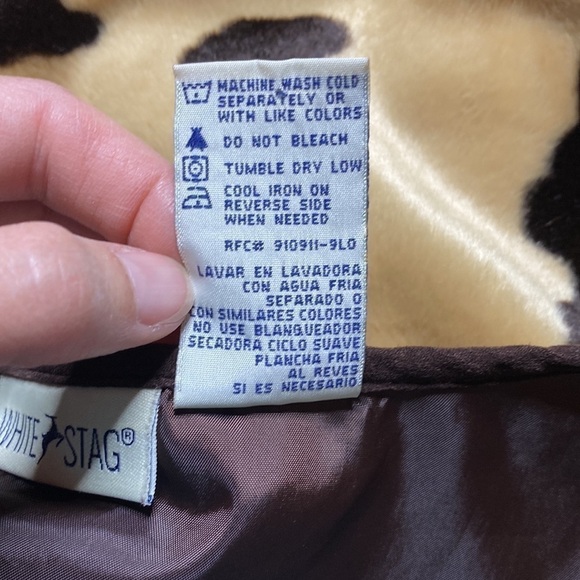 MACHINE WASH COLD
SEPARATELY OR
WITH LIKE COLORS
DO NOT BLEACH
TUMBLE DRY LOW
COOL IRON ON
REVERSE SIDE
WHEN NEEDED
RFC# 910911-9L0
LAVAR EN LAVADORA
CON AGUA FRIA
SEPARADO O
CON SIMILARES COLORES
NO USE BLANQUEADOR
SECADORA CICLO SUAVE
PLANCHA FRIA
AL REVES
SI ES NECESARIO
WHITE STAG®